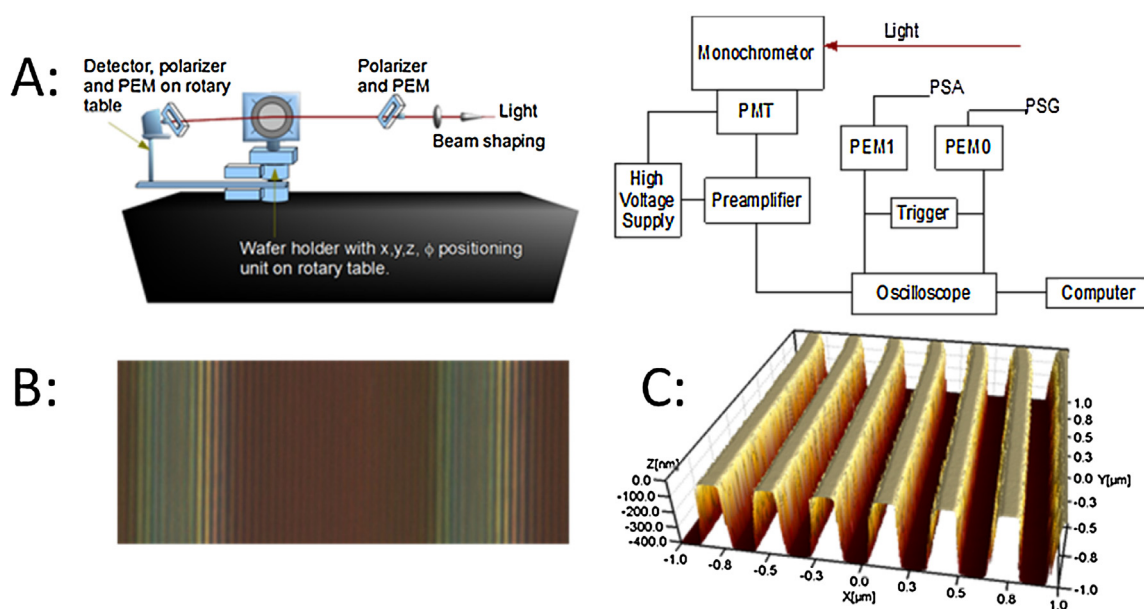 A:
Detector, polarizer
and PEM on rotary
table
Polarizer
and PEM
Light
Beam shaping
Wafer holder with x,y,z, ϕ positioning
unit on rotary table.
Monochrometor
Light
PMT
PSA
PSG
PEM1
PEM0
High
Voltage
Supply
Preamplifier
Trigger
Oscilloscope
Computer
B:
C:
Z[nm]
0.0
-100.0
-200.0
-300.0
-400.0
-1.0
-0.8
-0.5
-0.3
0.0
0.3
0.5
0.8
1.0
X[µm]
1.0
0.8
0.5
0.3
0.0
Y[µm]
-0.3
-0.5
-0.8
-1.0